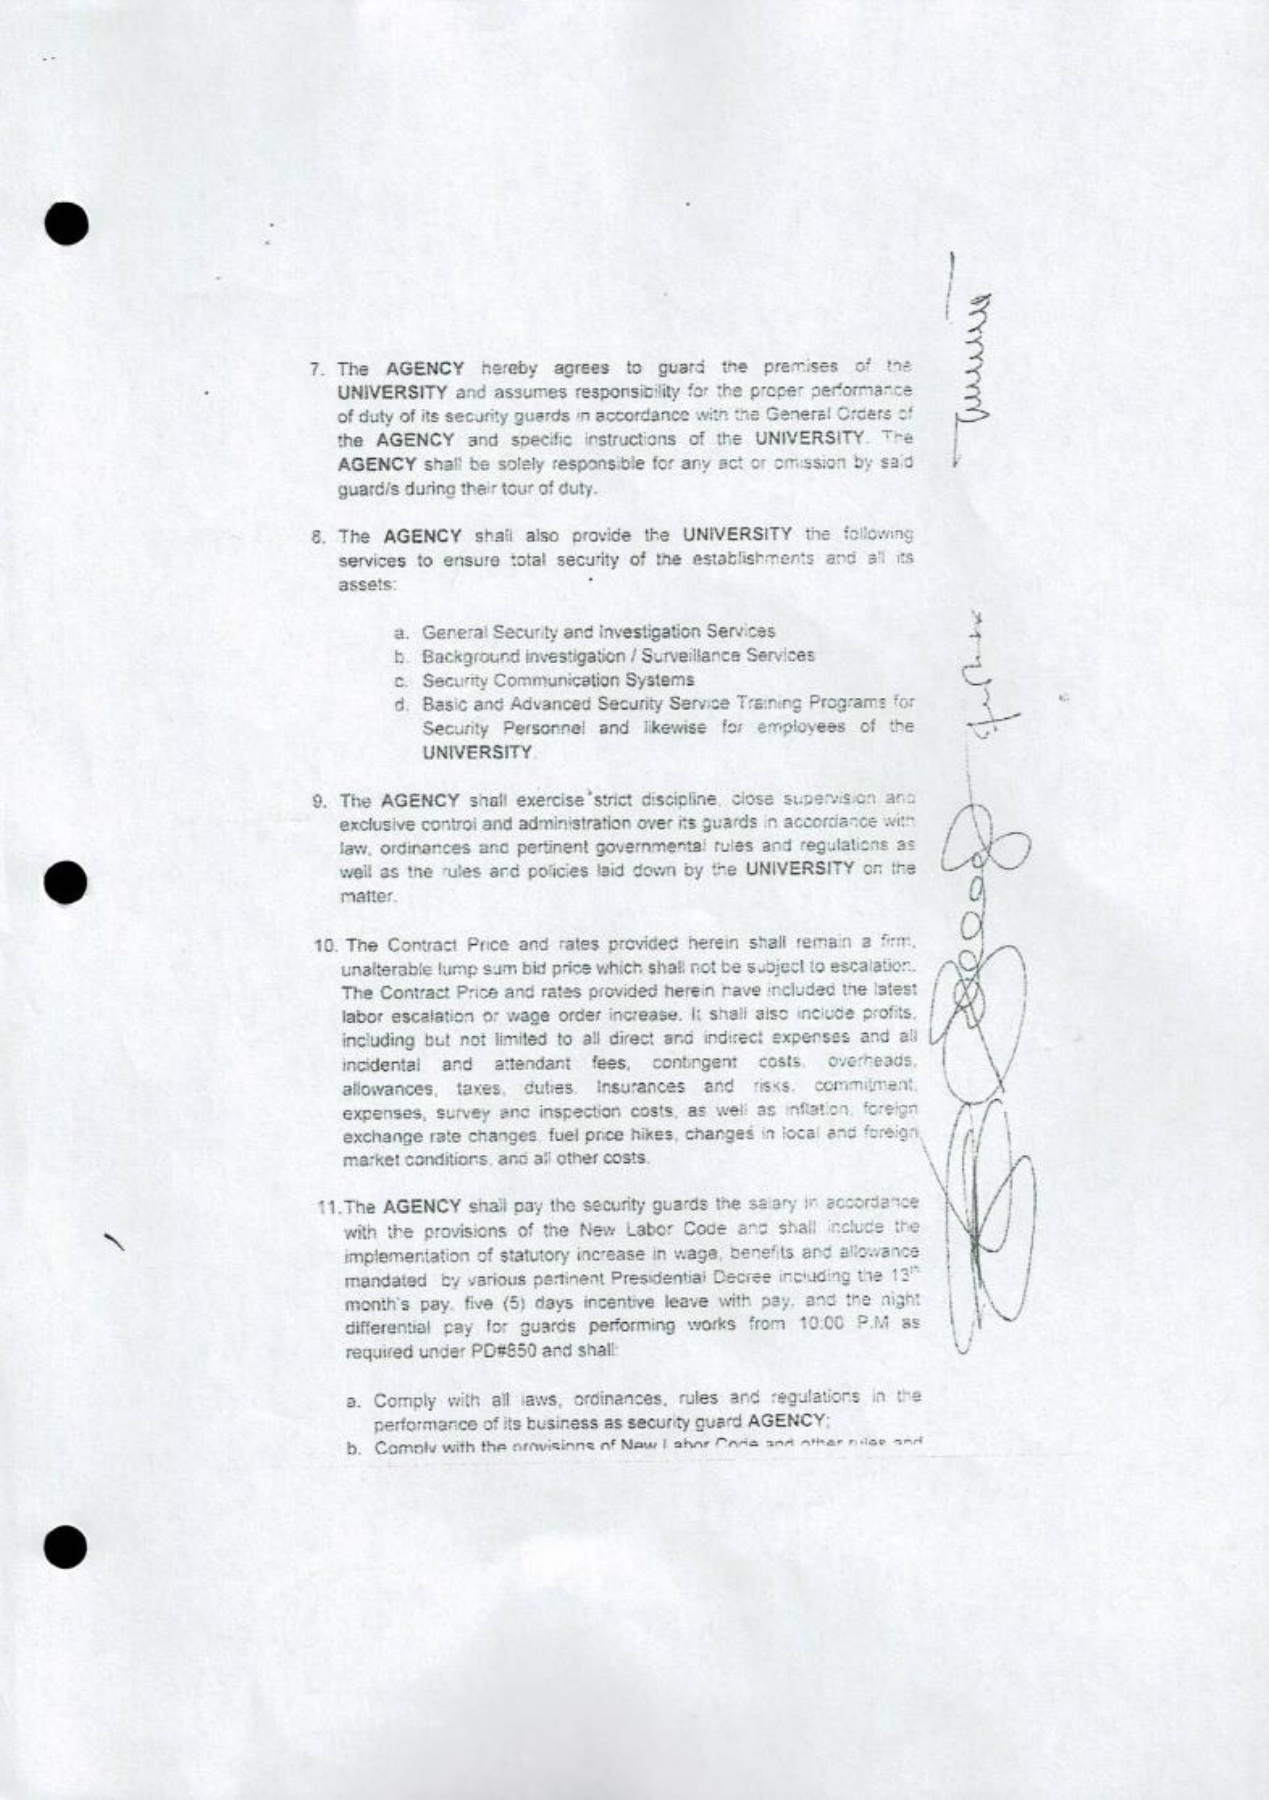 7. The AGENCY hereby agrees to guard the premises of the
UNIVERSITY and assumes responsibility for the proper performance
of duty of its security guards in accordance with the General Orders of
the AGENCY and specific instructions of the UNIVERSITY. The
AGENCY shall be solely responsible for any act or omission by said
guard/s during their tour of duty.
8. The AGENCY shall also provide the UNIVERSITY the following
services to ensure total security of the establishments and all its
assets:
a. General Security and Investigation Services
b. Background Investigation / Surveillance Services
c. Security Communication Systems
d. Basic and Advanced Security Service Training Programs for
Security Personnel and likewise for employees of the
UNIVERSITY.
9. The AGENCY shall exercise strict discipline, close supervision and
exclusive control and administration over its guards in accordance with
law, ordinances and pertinent governmental rules and regulations as
well as the rules and policies laid down by the UNIVERSITY on the
matter.
10. The Contract Price and rates provided herein shall remain a firm,
unalterable lump sum bid price which shall not be subject to escalation.
The Contract Price and rates provided herein have included the latest
labor escalation or wage order increase. It shall also include profits,
including but not limited to all direct and indirect expenses and all
incidental and attendant fees, contingent costs, overheads,
allowances, taxes, duties, insurances and risks, commitment,
expenses, survey and inspection costs, as well as inflation, foreign
exchange rate changes, fuel price hikes, changes in local and foreign
market conditions, and all other costs.
11. The AGENCY shall pay the security guards the salary in accordance
with the provisions of the New Labor Code and shall include the
implementation of statutory increase in wage, benefits and allowance
mandated by various pertinent Presidential Decree including the 13th
month's pay, five (5) days incentive leave with pay, and the night
differential pay for guards performing works from 10:00 P.M as
required under PD#850 and shall:
a. Comply with all laws, ordinances, rules and regulations in the
performance of its business as security guard AGENCY;
b. Comply with the provisions of New Labor Code and other rules and